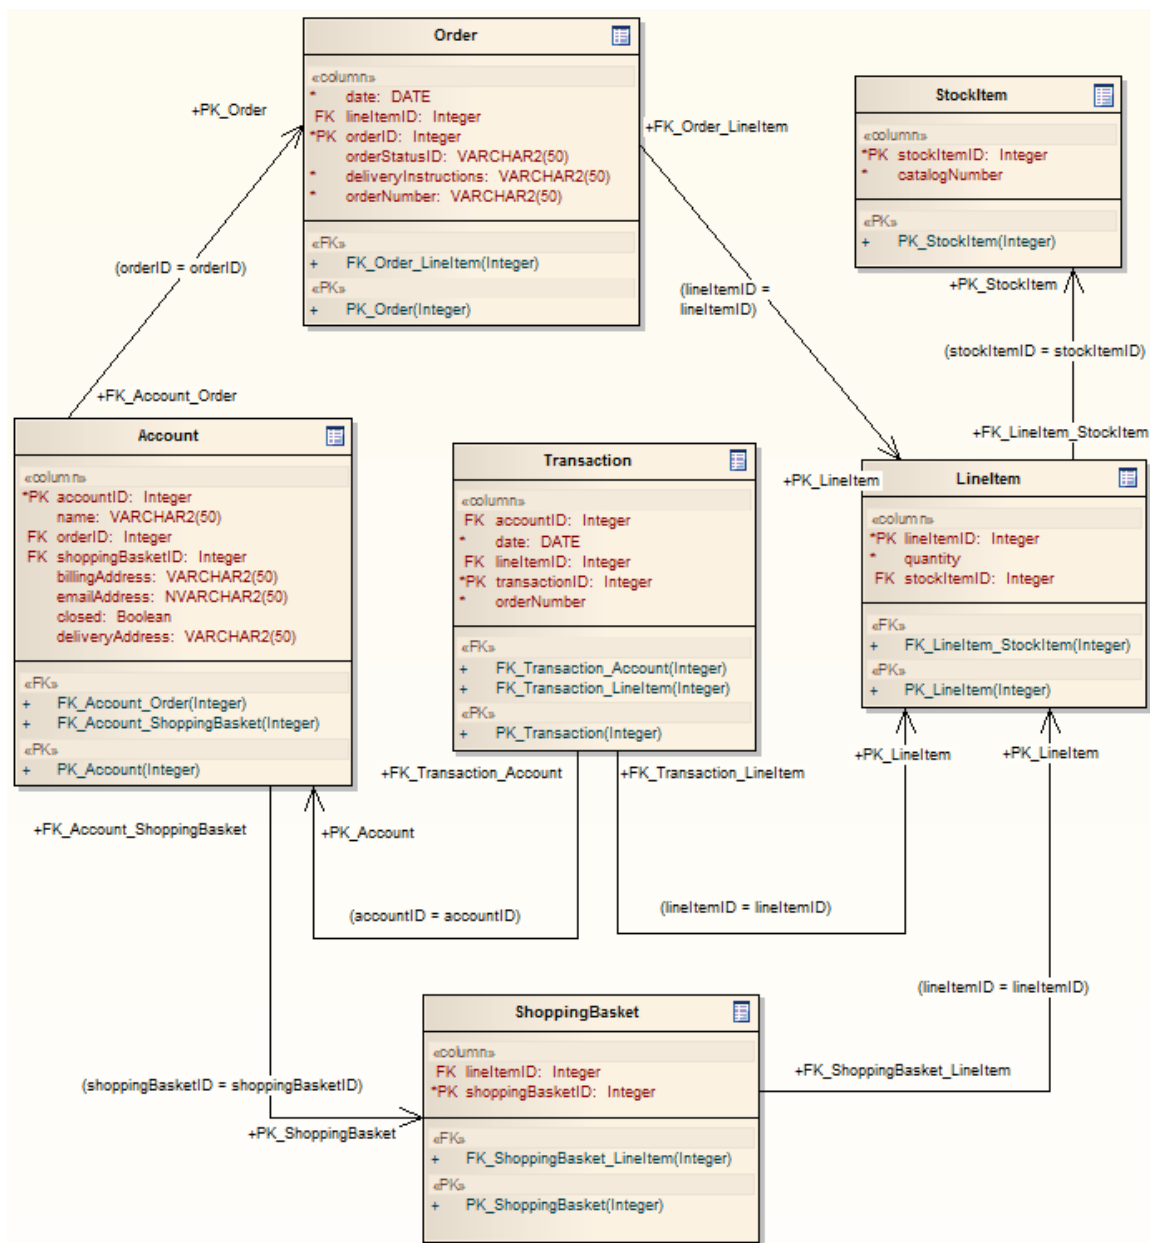 Order
«column»
* date: DATE
FK lineItemID: Integer
*PK orderID: Integer
orderStatusID: VARCHAR2(50)
* deliveryInstructions: VARCHAR2(50)
* orderNumber: VARCHAR2(50)
«FK»
+ FK_Order_LineItem(Integer)
«PK»
+ PK_Order(Integer)
+PK_Order
+FK_Order_LineItem
StockItem
«column»
*PK stockItemID: Integer
* catalogNumber
«PK»
+ PK_StockItem(Integer)
+PK_StockItem
(orderID = orderID)
(lineItemID =
lineItemID)
(stockItemID = stockItemID)
+FK_Account_Order
+FK_LineItem_StockItem
+PK_LineItem
Account
«column»
*PK accountID: Integer
name: VARCHAR2(50)
FK orderID: Integer
FK shoppingBasketID: Integer
billingAddress: VARCHAR2(50)
emailAddress: NVARCHAR2(50)
closed: Boolean
deliveryAddress: VARCHAR2(50)
«FK»
+ FK_Account_Order(Integer)
+ FK_Account_ShoppingBasket(Integer)
«PK»
+ PK_Account(Integer)
Transaction
«column»
FK accountID: Integer
* date: DATE
FK lineItemID: Integer
*PK transactionID: Integer
* orderNumber
«FK»
+ FK_Transaction_Account(Integer)
+ FK_Transaction_LineItem(Integer)
«PK»
+ PK_Transaction(Integer)
LineItem
«column»
*PK lineItemID: Integer
* quantity
FK stockItemID: Integer
«FK»
+ FK_LineItem_StockItem(Integer)
«PK»
+ PK_LineItem(Integer)
+FK_Transaction_Account
+FK_Transaction_LineItem
+PK_LineItem
+PK_LineItem
+FK_Account_ShoppingBasket
+PK_Account
(accountID = accountID)
(lineItemID = lineItemID)
(lineItemID = lineItemID)
(shoppingBasketID = shoppingBasketID)
+PK_ShoppingBasket
+FK_ShoppingBasket_LineItem
ShoppingBasket
«column»
FK lineItemID: Integer
*PK shoppingBasketID: Integer
«FK»
+ FK_ShoppingBasket_LineItem(Integer)
«PK»
+ PK_ShoppingBasket(Integer)